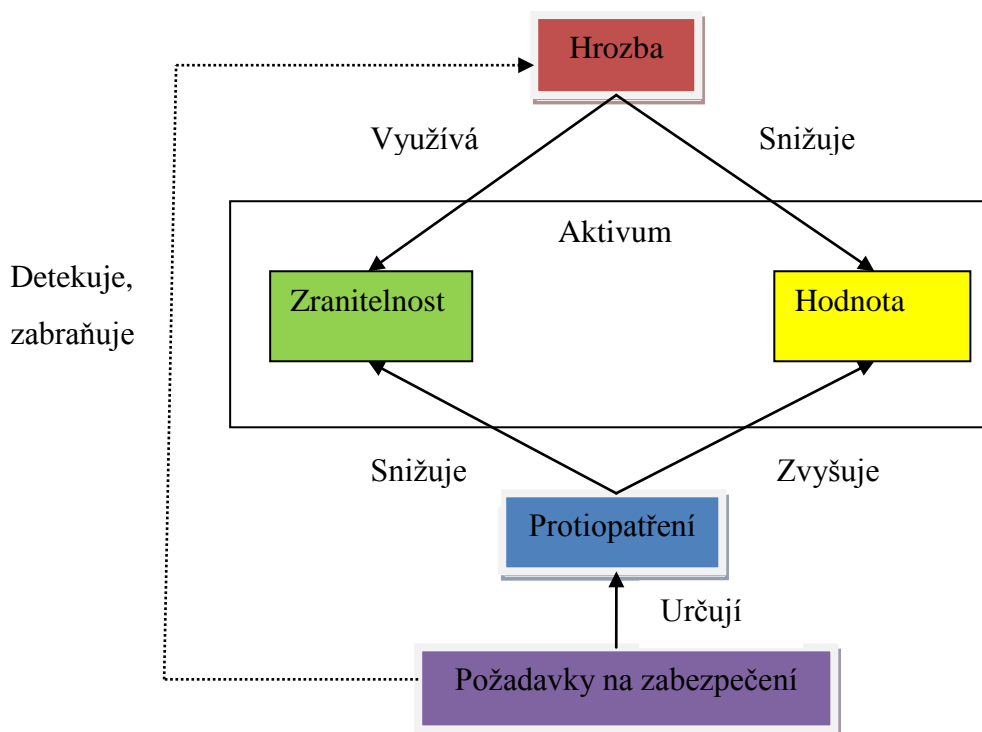 Hrozba
Využívá
Snižuje
Aktivum
Detekuje,
zabraňuje
Zranitelnost
Hodnota
Snižuje
Zvyšuje
Protiopatření
Určují
Požadavky na zabezpečení